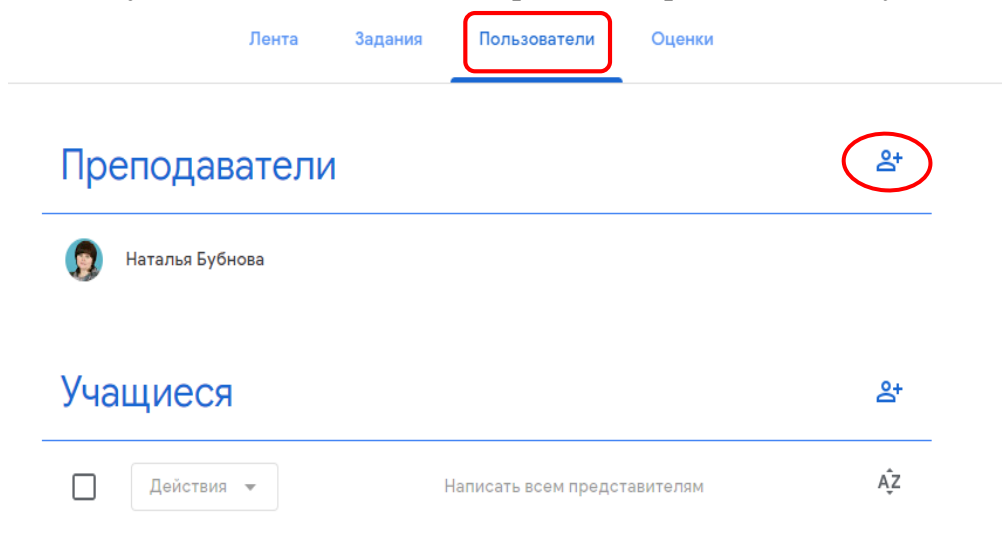 Лента Задания Пользователи Оценки
Преподаватели
Наталья Бубнова
Учащиеся
Действия Написать всем представителям AZ